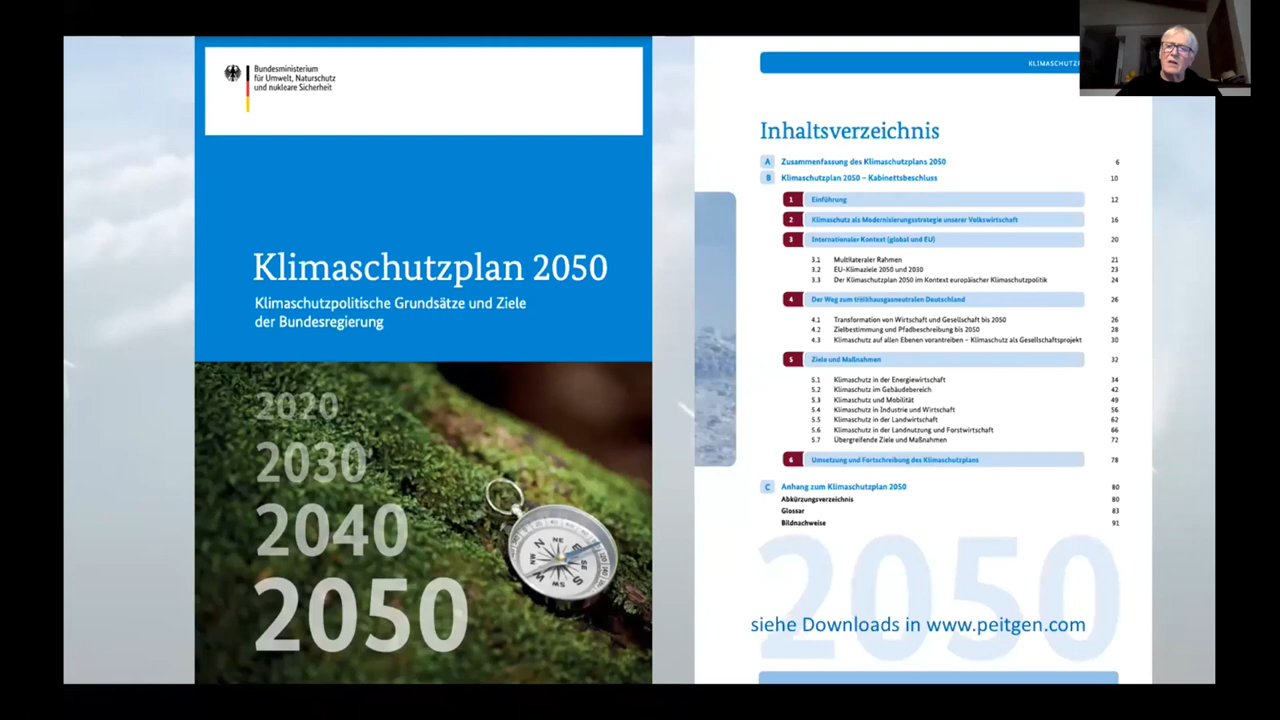 Bundesministerium
für Umwelt, Naturschutz
und nukleare Sicherheit
Klimaschutzplan 2050
Klimaschutzpolitische Grundsätze und Ziele
der Bundesregierung
2020
2030
2040
2050
Inhaltsverzeichnis
A Zusammenfassung des Klimaschutzplans 2050 6
B Klimaschutzplan 2050 – Kabinettsbeschluss 10
1 Einführung 12
2 Klimaschutz als Modernisierungsstrategie unserer Volkswirtschaft 16
3 Internationaler Kontext (global und EU) 20
3.1 Multilateraler Rahmen 21
3.2 EU-Klimaziele 2050 und 2030 23
3.3 Der Klimaschutzplan 2050 im Kontext europäischer Klimaschutzpolitik 24
4 Der Weg zum treibhausgasneutralen Deutschland 26
4.1 Transformation von Wirtschaft und Gesellschaft bis 2050 26
4.2 Zielbestimmung und Pfadbeschreibung bis 2050 28
4.3 Klimaschutz auf allen Ebenen vorantreiben – Klimaschutz als Gesellschaftsprojekt 30
5 Ziele und Maßnahmen 32
5.1 Klimaschutz in der Energiewirtschaft 34
5.2 Klimaschutz im Gebäudebereich 42
5.3 Klimaschutz und Mobilität 49
5.4 Klimaschutz in Industrie und Wirtschaft 56
5.5 Klimaschutz in der Landwirtschaft 62
5.6 Klimaschutz in der Landnutzung und Forstwirtschaft 66
5.7 Übergreifende Ziele und Maßnahmen 72
6 Umsetzung und Fortschreibung des Klimaschutzplans 78
C Anhang zum Klimaschutzplan 2050 80
Abkürzungsverzeichnis 80
Glossar 83
Bildnachweise 91
2050
siehe Downloads in www.peitgen.com